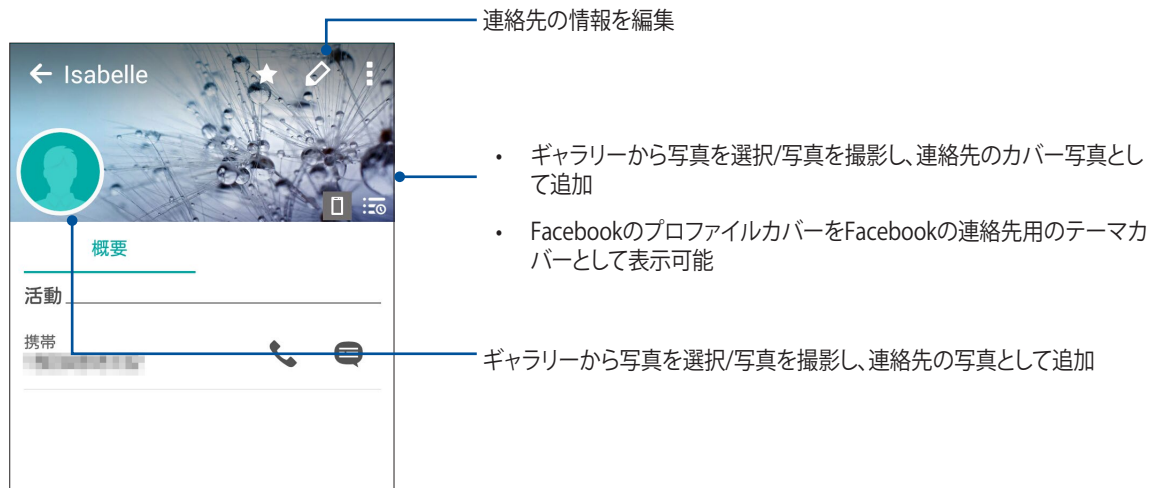 連絡先の情報を編集
Isabelle
• ギャラリーから写真を選択/写真を撮影し、連絡先のカバー写真とし
て追加
• FacebookのプロファイルカバーをFacebookの連絡先用のテーマカ
バーとして表示可能
概要
活動
携帯
ギャラリーから写真を選択/写真を撮影し、連絡先の写真として追加